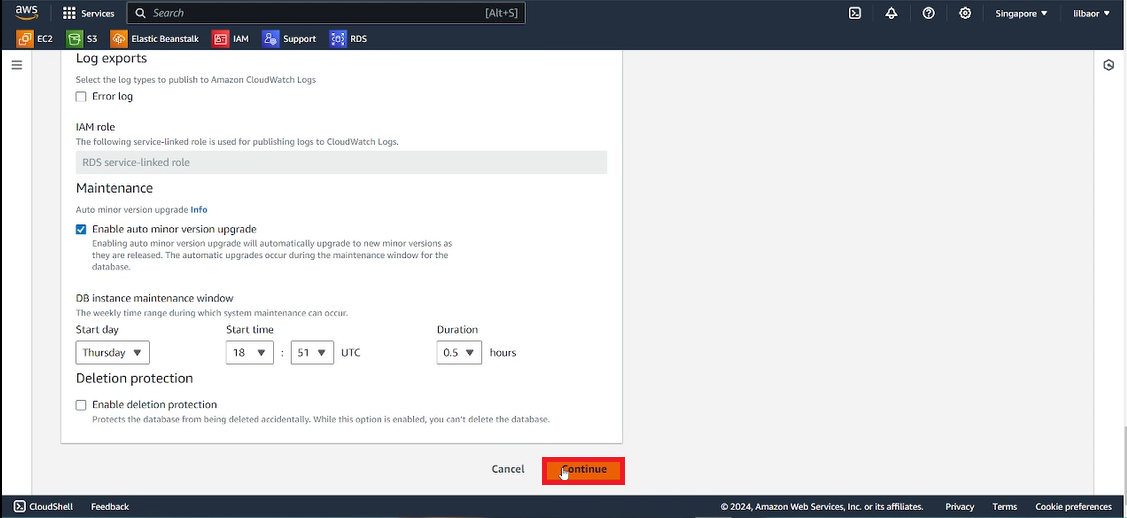 aws Services Search [Alt+S] Singapore lilbaor
EC2 S3 Elastic Beanstalk IAM Support RDS
Log exports
Select the log types to publish to Amazon CloudWatch Logs
Error log
IAM role
The following service-linked role is used for publishing logs to CloudWatch Logs.
RDS service-linked role
Maintenance
Auto minor version upgrade Info
Enable auto minor version upgrade
Enabling auto minor version upgrade will automatically upgrade to new minor versions as
they are released. The automatic upgrades occur during the maintenance window for the
database.
DB instance maintenance window
The weekly time range during which system maintenance can occur.
Start day Start time Duration
Thursday 18 : 51 UTC 0.5 hours
Deletion protection
Enable deletion protection
Protects the database from being deleted accidentally. While this option is enabled, you can't delete the database.
Cancel Continue
CloudShell Feedback © 2024, Amazon Web Services, Inc. or its affiliates. Privacy Terms Cookie preferences